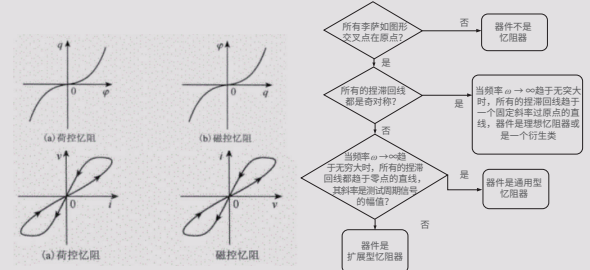 q
0
φ
(a)荷控忆阻
φ
0
q
(b)磁控忆阻
v
0
i
(a)荷控忆阻
i
0
v
磁控忆阻
所有李萨如图形
交叉点在原点?
否
器件不是
忆阻器
是
所有的捏滞回线
都是奇对称?
是
当频率 ω → ∞趋于无突大
时，所有的捏滞回线趋于
一个固定斜率过原点的直
线，器件是理想忆阻器或
是一个衍生类
否
当频率 ω → ∞趋
于无穷大时，所有的捏滞
回线都趋于零点的直线，
其斜率是测试周期信号
的幅值？
是
器件是通用型
忆阻器
否
器件是
扩展型忆阻器